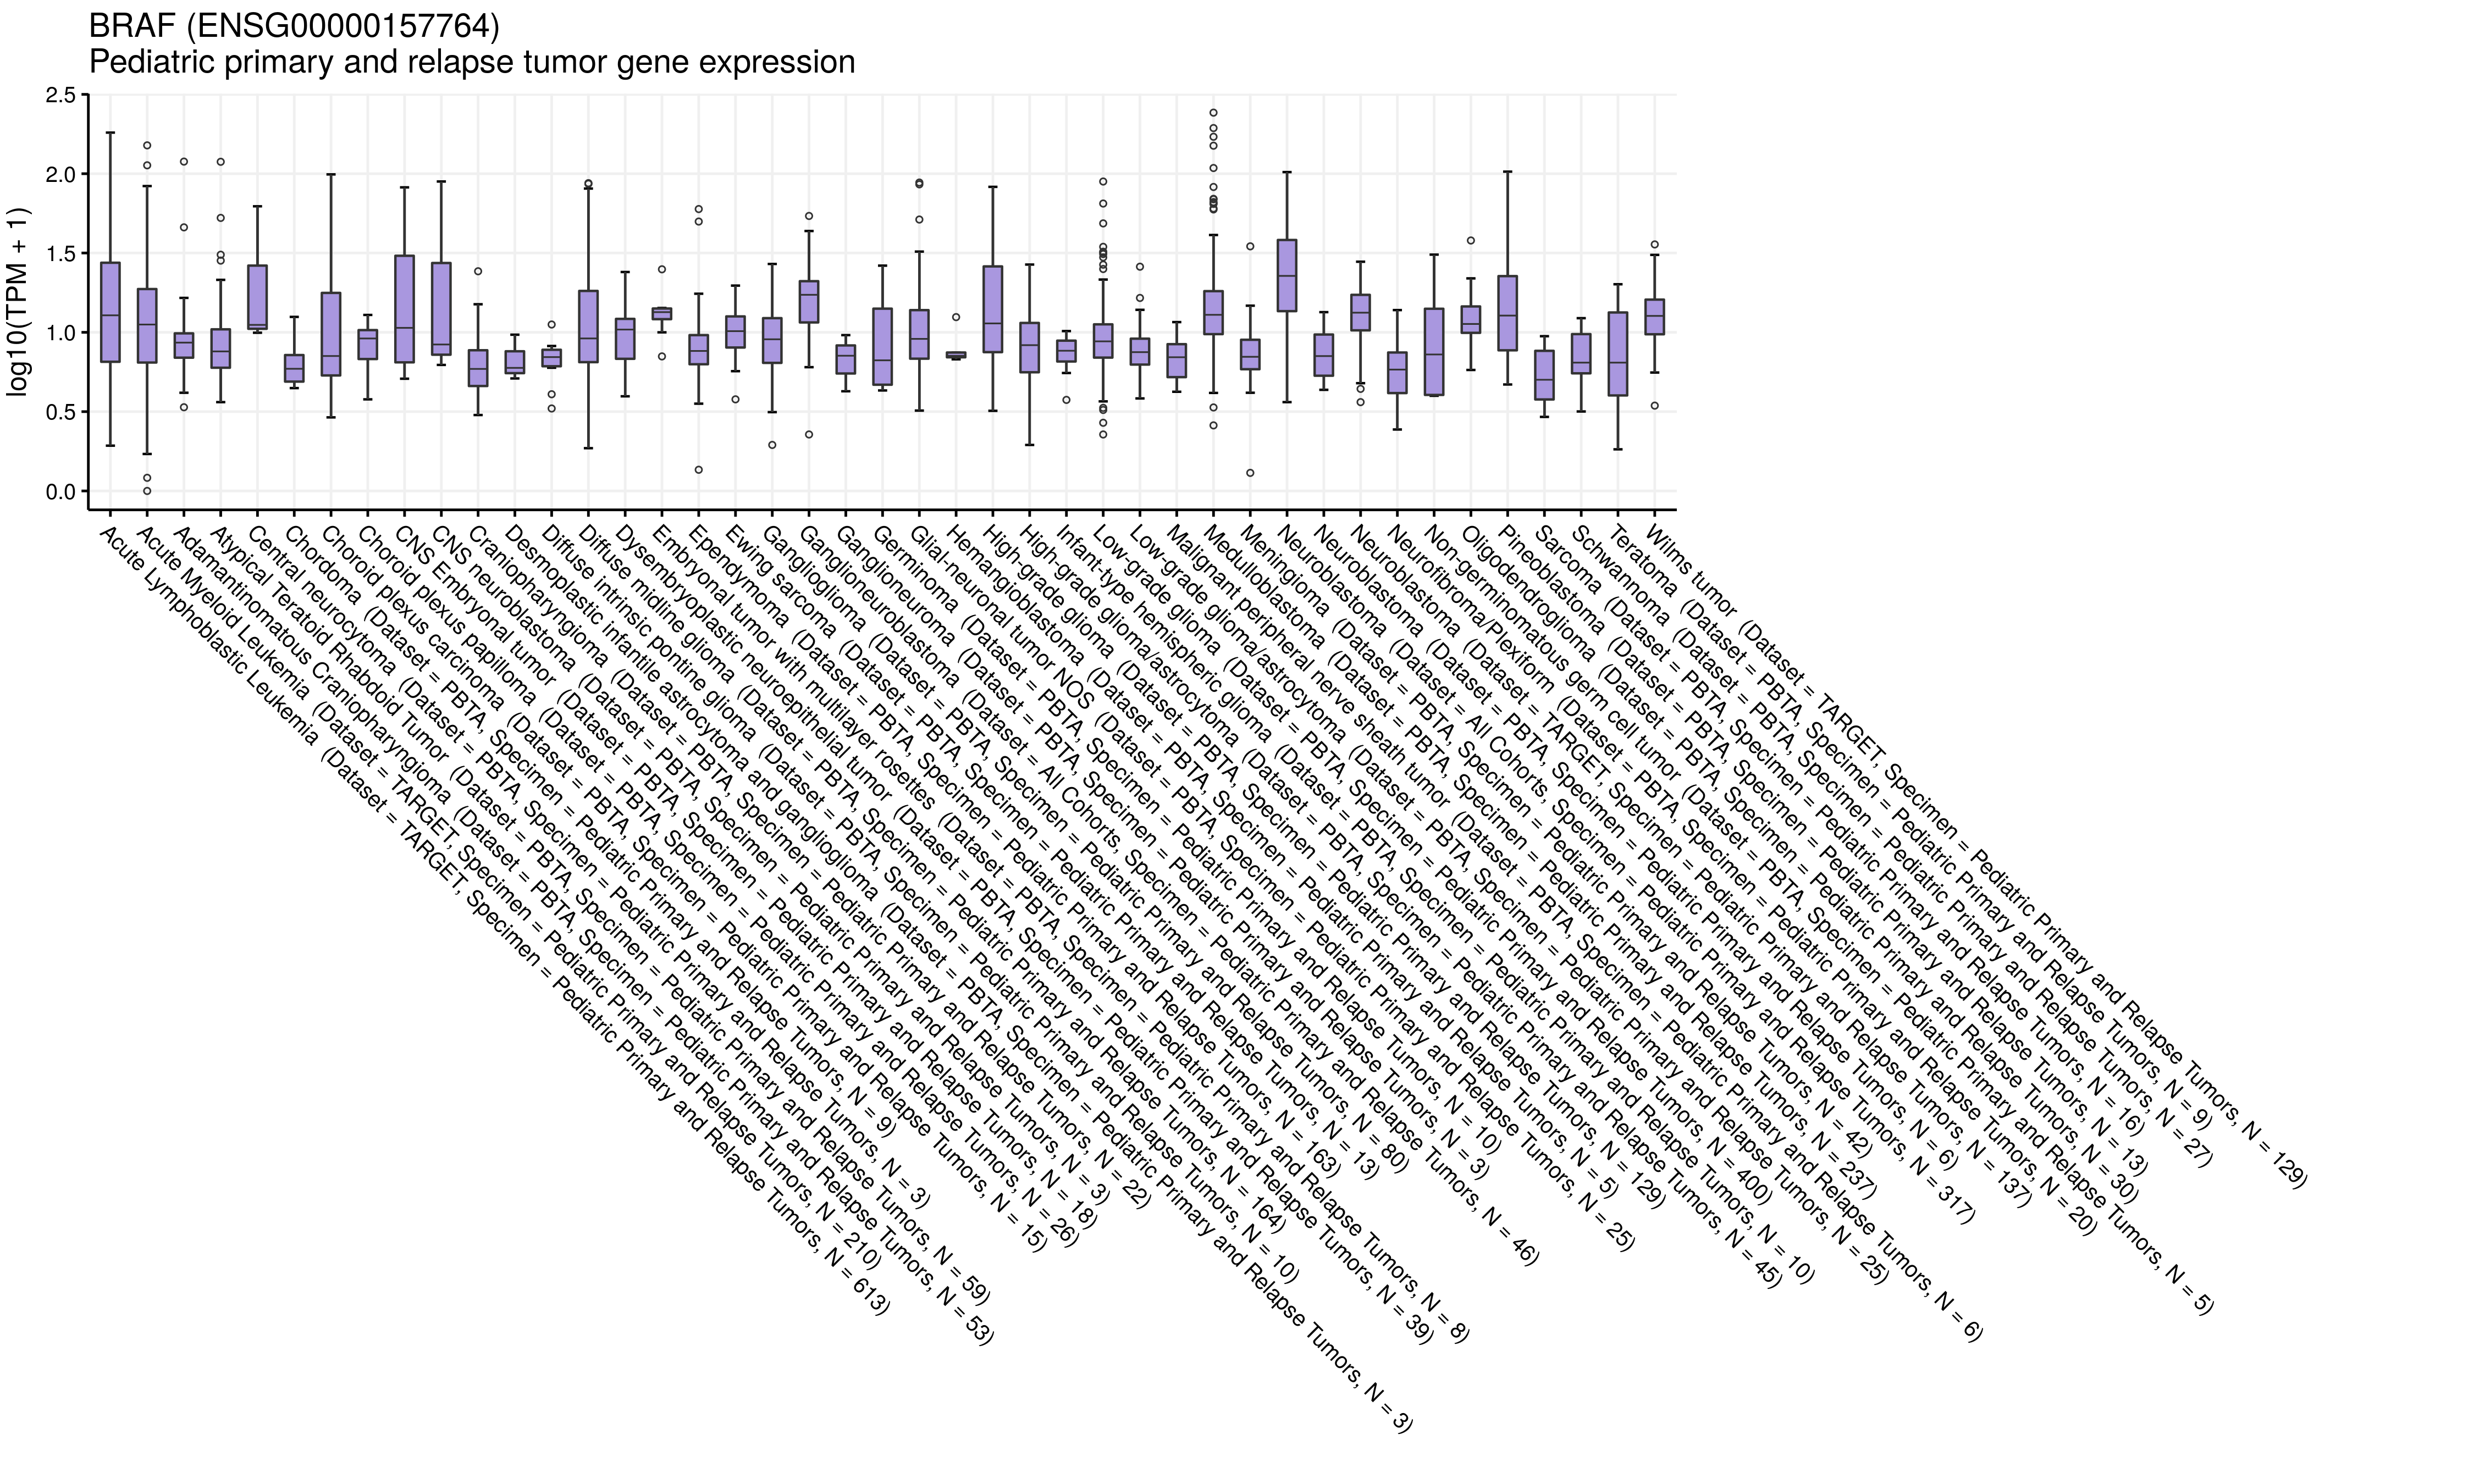 BRAF (ENSG00000157764)
Pediatric primary and relapse tumor gene expression
log10(TPM + 1)
2.5
2.0
1.5
1.0
0.5
0.0
Acute Lymphoblastic Leukemia (Dataset = TARGET, Specimen = Pediatric Primary and Relapse Tumors, N = 613)
Acute Myeloid Leukemia (Dataset = TARGET, Specimen = Pediatric Primary and Relapse Tumors, N = 210)
Adamantinomatous Craniopharyngioma (Dataset = PBTA, Specimen = Pediatric Primary and Relapse Tumors, N = 53)
Atypical Teratoid Rhabdoid Tumor (Dataset = PBTA, Specimen = Pediatric Primary and Relapse Tumors, N = 59)
Central neurocytoma (Dataset = PBTA, Specimen = Pediatric Primary and Relapse Tumors, N = 3)
Chordoma (Dataset = PBTA, Specimen = Pediatric Primary and Relapse Tumors, N = 9)
Choroid plexus carcinoma (Dataset = PBTA, Specimen = Pediatric Primary and Relapse Tumors, N = 15)
Choroid plexus papilloma (Dataset = PBTA, Specimen = Pediatric Primary and Relapse Tumors, N = 26)
CNS Embryonal tumor (Dataset = PBTA, Specimen = Pediatric Primary and Relapse Tumors, N = 18)
CNS neuroblastoma (Dataset = PBTA, Specimen = Pediatric Primary and Relapse Tumors, N = 3)
Craniopharyngioma (Dataset = PBTA, Specimen = Pediatric Primary and Relapse Tumors, N = 22)
Desmoplastic infantile astrocytoma and ganglioglioma (Dataset = PBTA, Specimen = Pediatric Primary and Relapse Tumors, N = 3)
Diffuse intrinsic pontine glioma (Dataset = PBTA, Specimen = Pediatric Primary and Relapse Tumors, N = 10)
Diffuse midline glioma (Dataset = PBTA, Specimen = Pediatric Primary and Relapse Tumors, N = 164)
Dysembryoplastic neuroepithelial tumor (Dataset = PBTA, Specimen = Pediatric Primary and Relapse Tumors, N = 39)
Embryonal tumor with multilayer rosettes (Dataset = PBTA, Specimen = Pediatric Primary and Relapse Tumors, N = 8)
Ependymoma (Dataset = PBTA, Specimen = Pediatric Primary and Relapse Tumors, N = 163)
Ewing sarcoma (Dataset = PBTA, Specimen = Pediatric Primary and Relapse Tumors, N = 13)
Ganglioglioma (Dataset = PBTA, Specimen = Pediatric Primary and Relapse Tumors, N = 80)
Ganglioneuroblastoma (Dataset = All Cohorts, Specimen = Pediatric Primary and Relapse Tumors, N = 46)
Ganglioneuroma (Dataset = PBTA, Specimen = Pediatric Primary and Relapse Tumors, N = 3)
Germinoma (Dataset = PBTA, Specimen = Pediatric Primary and Relapse Tumors, N = 10)
Glial-neuronal tumor NOS (Dataset = PBTA, Specimen = Pediatric Primary and Relapse Tumors, N = 25)
Hemangioblastoma (Dataset = PBTA, Specimen = Pediatric Primary and Relapse Tumors, N = 5)
High-grade glioma (Dataset = PBTA, Specimen = Pediatric Primary and Relapse Tumors, N = 129)
High-grade glioma/astrocytoma (Dataset = PBTA, Specimen = Pediatric Primary and Relapse Tumors, N = 45)
Infant-type hemispheric glioma (Dataset = PBTA, Specimen = Pediatric Primary and Relapse Tumors, N = 10)
Low-grade glioma (Dataset = PBTA, Specimen = Pediatric Primary and Relapse Tumors, N = 400)
Low-grade glioma/astrocytoma (Dataset = PBTA, Specimen = Pediatric Primary and Relapse Tumors, N = 25)
Malignant peripheral nerve sheath tumor (Dataset = PBTA, Specimen = Pediatric Primary and Relapse Tumors, N = 6)
Medulloblastoma (Dataset = PBTA, Specimen = Pediatric Primary and Relapse Tumors, N = 237)
Meningioma (Dataset = PBTA, Specimen = Pediatric Primary and Relapse Tumors, N = 42)
Neuroblastoma (Dataset = All Cohorts, Specimen = Pediatric Primary and Relapse Tumors, N = 317)
Neuroblastoma (Dataset = PBTA, Specimen = Pediatric Primary and Relapse Tumors, N = 6)
Neuroblastoma (Dataset = TARGET, Specimen = Pediatric Primary and Relapse Tumors, N = 137)
Neurofibroma/Plexiform (Dataset = PBTA, Specimen = Pediatric Primary and Relapse Tumors, N = 20)
Non-germinomatous germ cell tumor (Dataset = PBTA, Specimen = Pediatric Primary and Relapse Tumors, N = 5)
Oligodendroglioma (Dataset = PBTA, Specimen = Pediatric Primary and Relapse Tumors, N = 30)
Pineoblastoma (Dataset = PBTA, Specimen = Pediatric Primary and Relapse Tumors, N = 13)
Sarcoma (Dataset = PBTA, Specimen = Pediatric Primary and Relapse Tumors, N = 27)
Schwannoma (Dataset = PBTA, Specimen = Pediatric Primary and Relapse Tumors, N = 16)
Teratoma (Dataset = PBTA, Specimen = Pediatric Primary and Relapse Tumors, N = 9)
Wilms tumor (Dataset = TARGET, Specimen = Pediatric Primary and Relapse Tumors, N = 129)